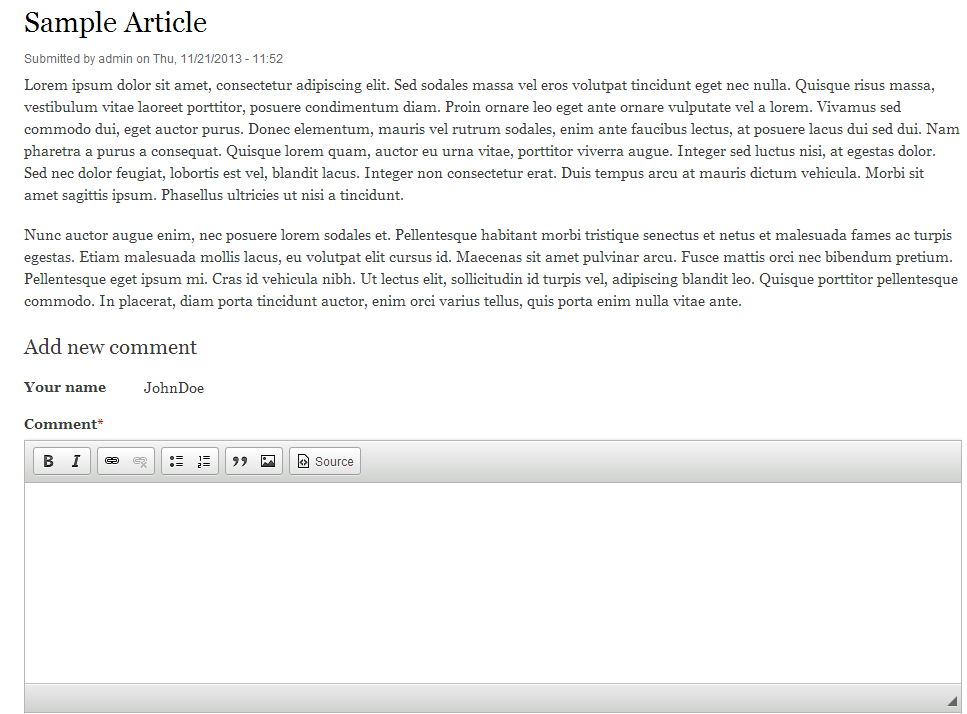 Sample Article
Submitted by admin on Thu, 11/21/2013 - 11:52
Lorem ipsum dolor sit amet, consectetur adipiscing elit. Sed sodales massa vel eros volutpat tincidunt eget nec nulla. Quisque risus massa,
vestibulum vitae laoreet porttitor, posuere condimentum diam. Proin ornare leo eget ante ornare vulputate vel a lorem. Vivamus sed
commodo dui, eget auctor purus. Donec elementum, mauris vel rutrum sodales, enim ante faucibus lectus, at posuere lacus dui sed dui. Nam
pharetra a purus a consequat. Quisque lorem quam, auctor eu urna vitae, porttitor viverra augue. Integer sed luctus nisi, at egestas dolor.
Sed nec dolor feugiat, lobortis est vel, blandit lacus. Integer non consectetur erat. Duis tempus arcu at mauris dictum vehicula. Morbi sit
amet sagittis ipsum. Phasellus ultricies ut nisi a tincidunt.
Nunc auctor augue enim, nec posuere lorem sodales et. Pellentesque habitant morbi tristique senectus et netus et malesuada fames ac turpis
egestas. Etiam malesuada mollis lacus, eu volutpat elit cursus id. Maecenas sit amet pulvinar arcu. Fusce mattis orci nec bibendum pretium.
Pellentesque eget ipsum mi. Cras id vehicula nibh. Ut lectus elit, sollicitudin id turpis vel, adipiscing blandit leo. Quisque porttitor pellentesque
commodo. In placerat, diam porta tincidunt auctor, enim orci varius tellus, quis porta enim nulla vitae ante.
Add new comment
Your name JohnDoe
Comment*
B I Source